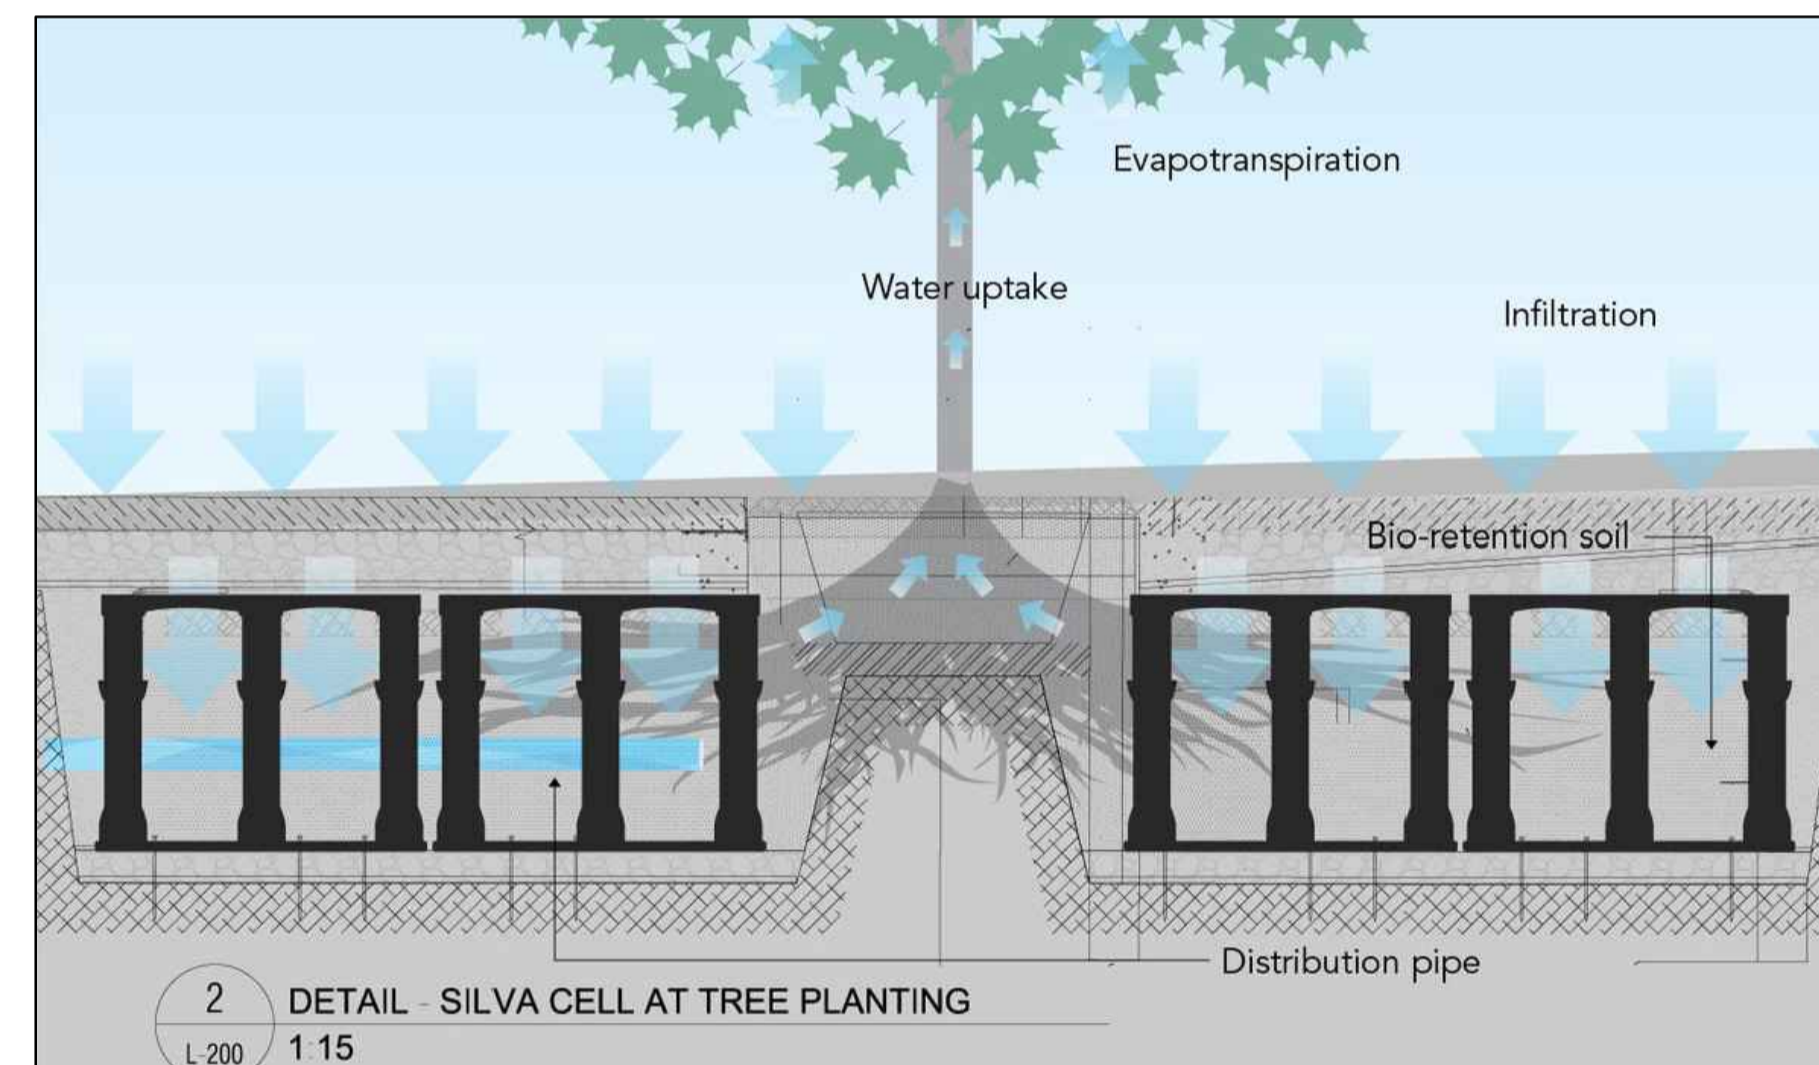 Evapotranspiration
Water uptake
Infiltration
Bio-retention soil
Distribution pipe
2
DETAIL - SILVA CELL AT TREE PLANTING
L-200
1:15